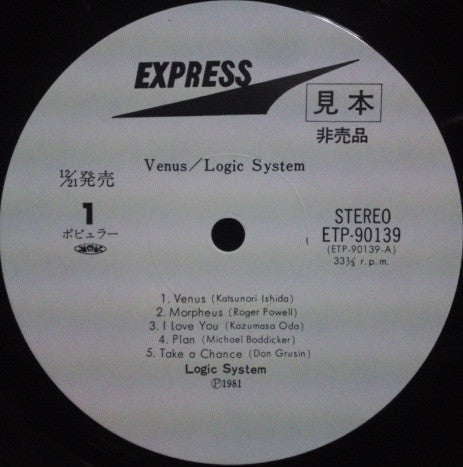 EXPRESS
見本
非売品
Venus/Logic System
12/21発売
1
ポピュラー
STEREO
ETP-90139
(ETP-90139-A)
33⅓ r.p.m.
1. Venus (Katsunori Ishida)
2. Morpheus (Roger Powell)
3. I Love You (Kazumasa Oda)
4. Plan (Michael Boddicker)
5. Take a Chance (Don Grusin)
Logic System
Ⓟ1981